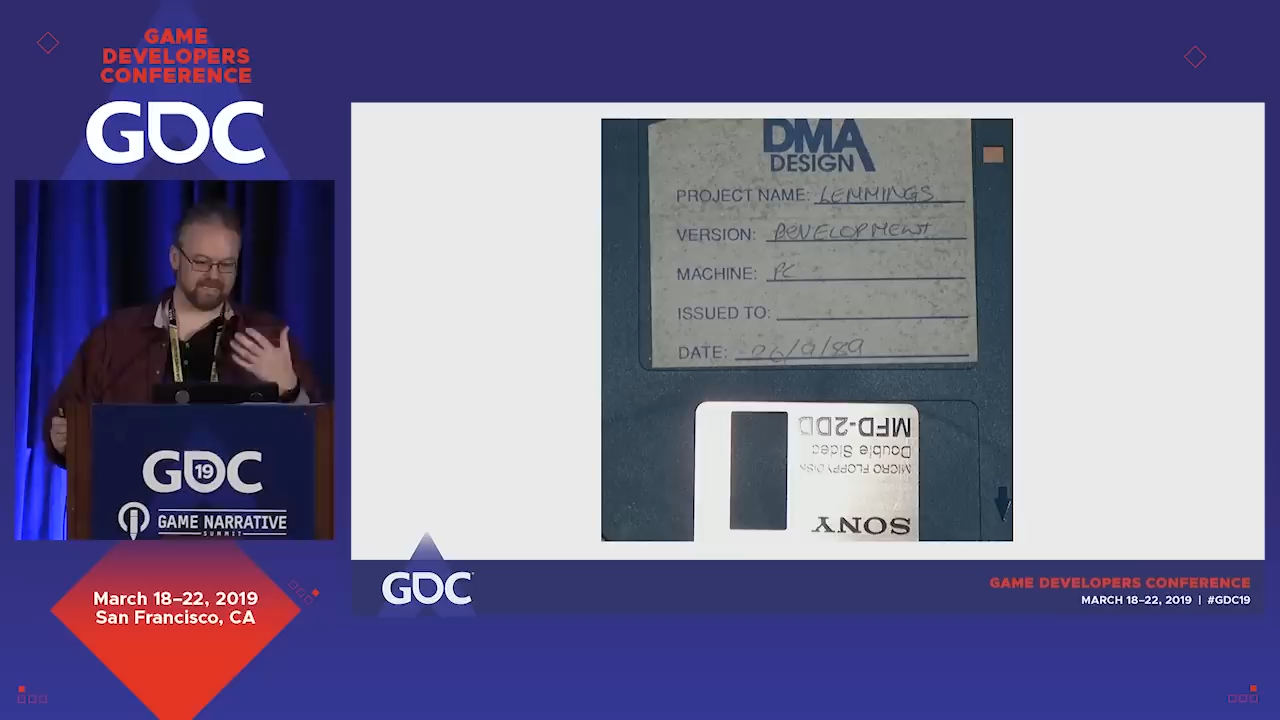 GAME
DEVELOPERS
CONFERENCE
GDC
GDC 19
GAME NARRATIVE
SUMMIT
March 18–22, 2019
San Francisco, CA
DMA
DESIGN
PROJECT NAME: LEMMINGS
VERSION: DEVELOPMENT
MACHINE: PC
ISSUED TO:
DATE: 26/9/89
MFD-2DD
Double Sided
MICRO FLOPPYDISK
SONY
GDC
GAME DEVELOPERS CONFERENCE
MARCH 18–22, 2019 | #GDC19